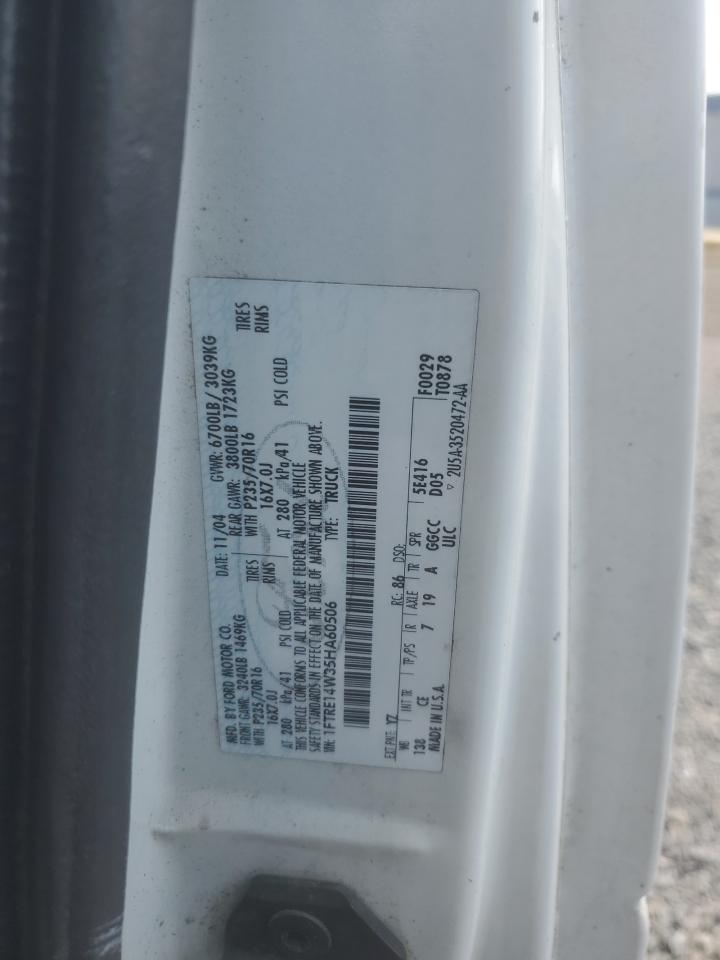 MFD. BY FORD MOTOR CO.
DATE: 11/04 GVWR: 6700LB/ 3039KG
FRONT GAWR: 3240LB 1469KG REAR GAWR: 3800LB 1723KG
WITH P235/70R16 TIRES WITH P235/70R16 TIRES
16X7.0J RIMS 16X7.0J RIMS
AT 280 kPa/41 PSI COLD AT 280 kPa/41 PSI COLD
THIS VEHICLE CONFORMS TO ALL APPLICABLE FEDERAL MOTOR VEHICLE
SAFETY STANDARDS IN EFFECT ON THE DATE OF MANUFACTURE SHOWN ABOVE.
VIN: 1FTRE14W35HA60506 TYPE: TRUCK
EXT PNT: YZ RC: 86 DSO: F0029
WB INT TR TP/PS R AXLE TR SPR 5E416 T0878
138 CE 7 19 A GGCC D05
MADE IN U.S.A. ULC ▽ 2U5A-3520472-AA